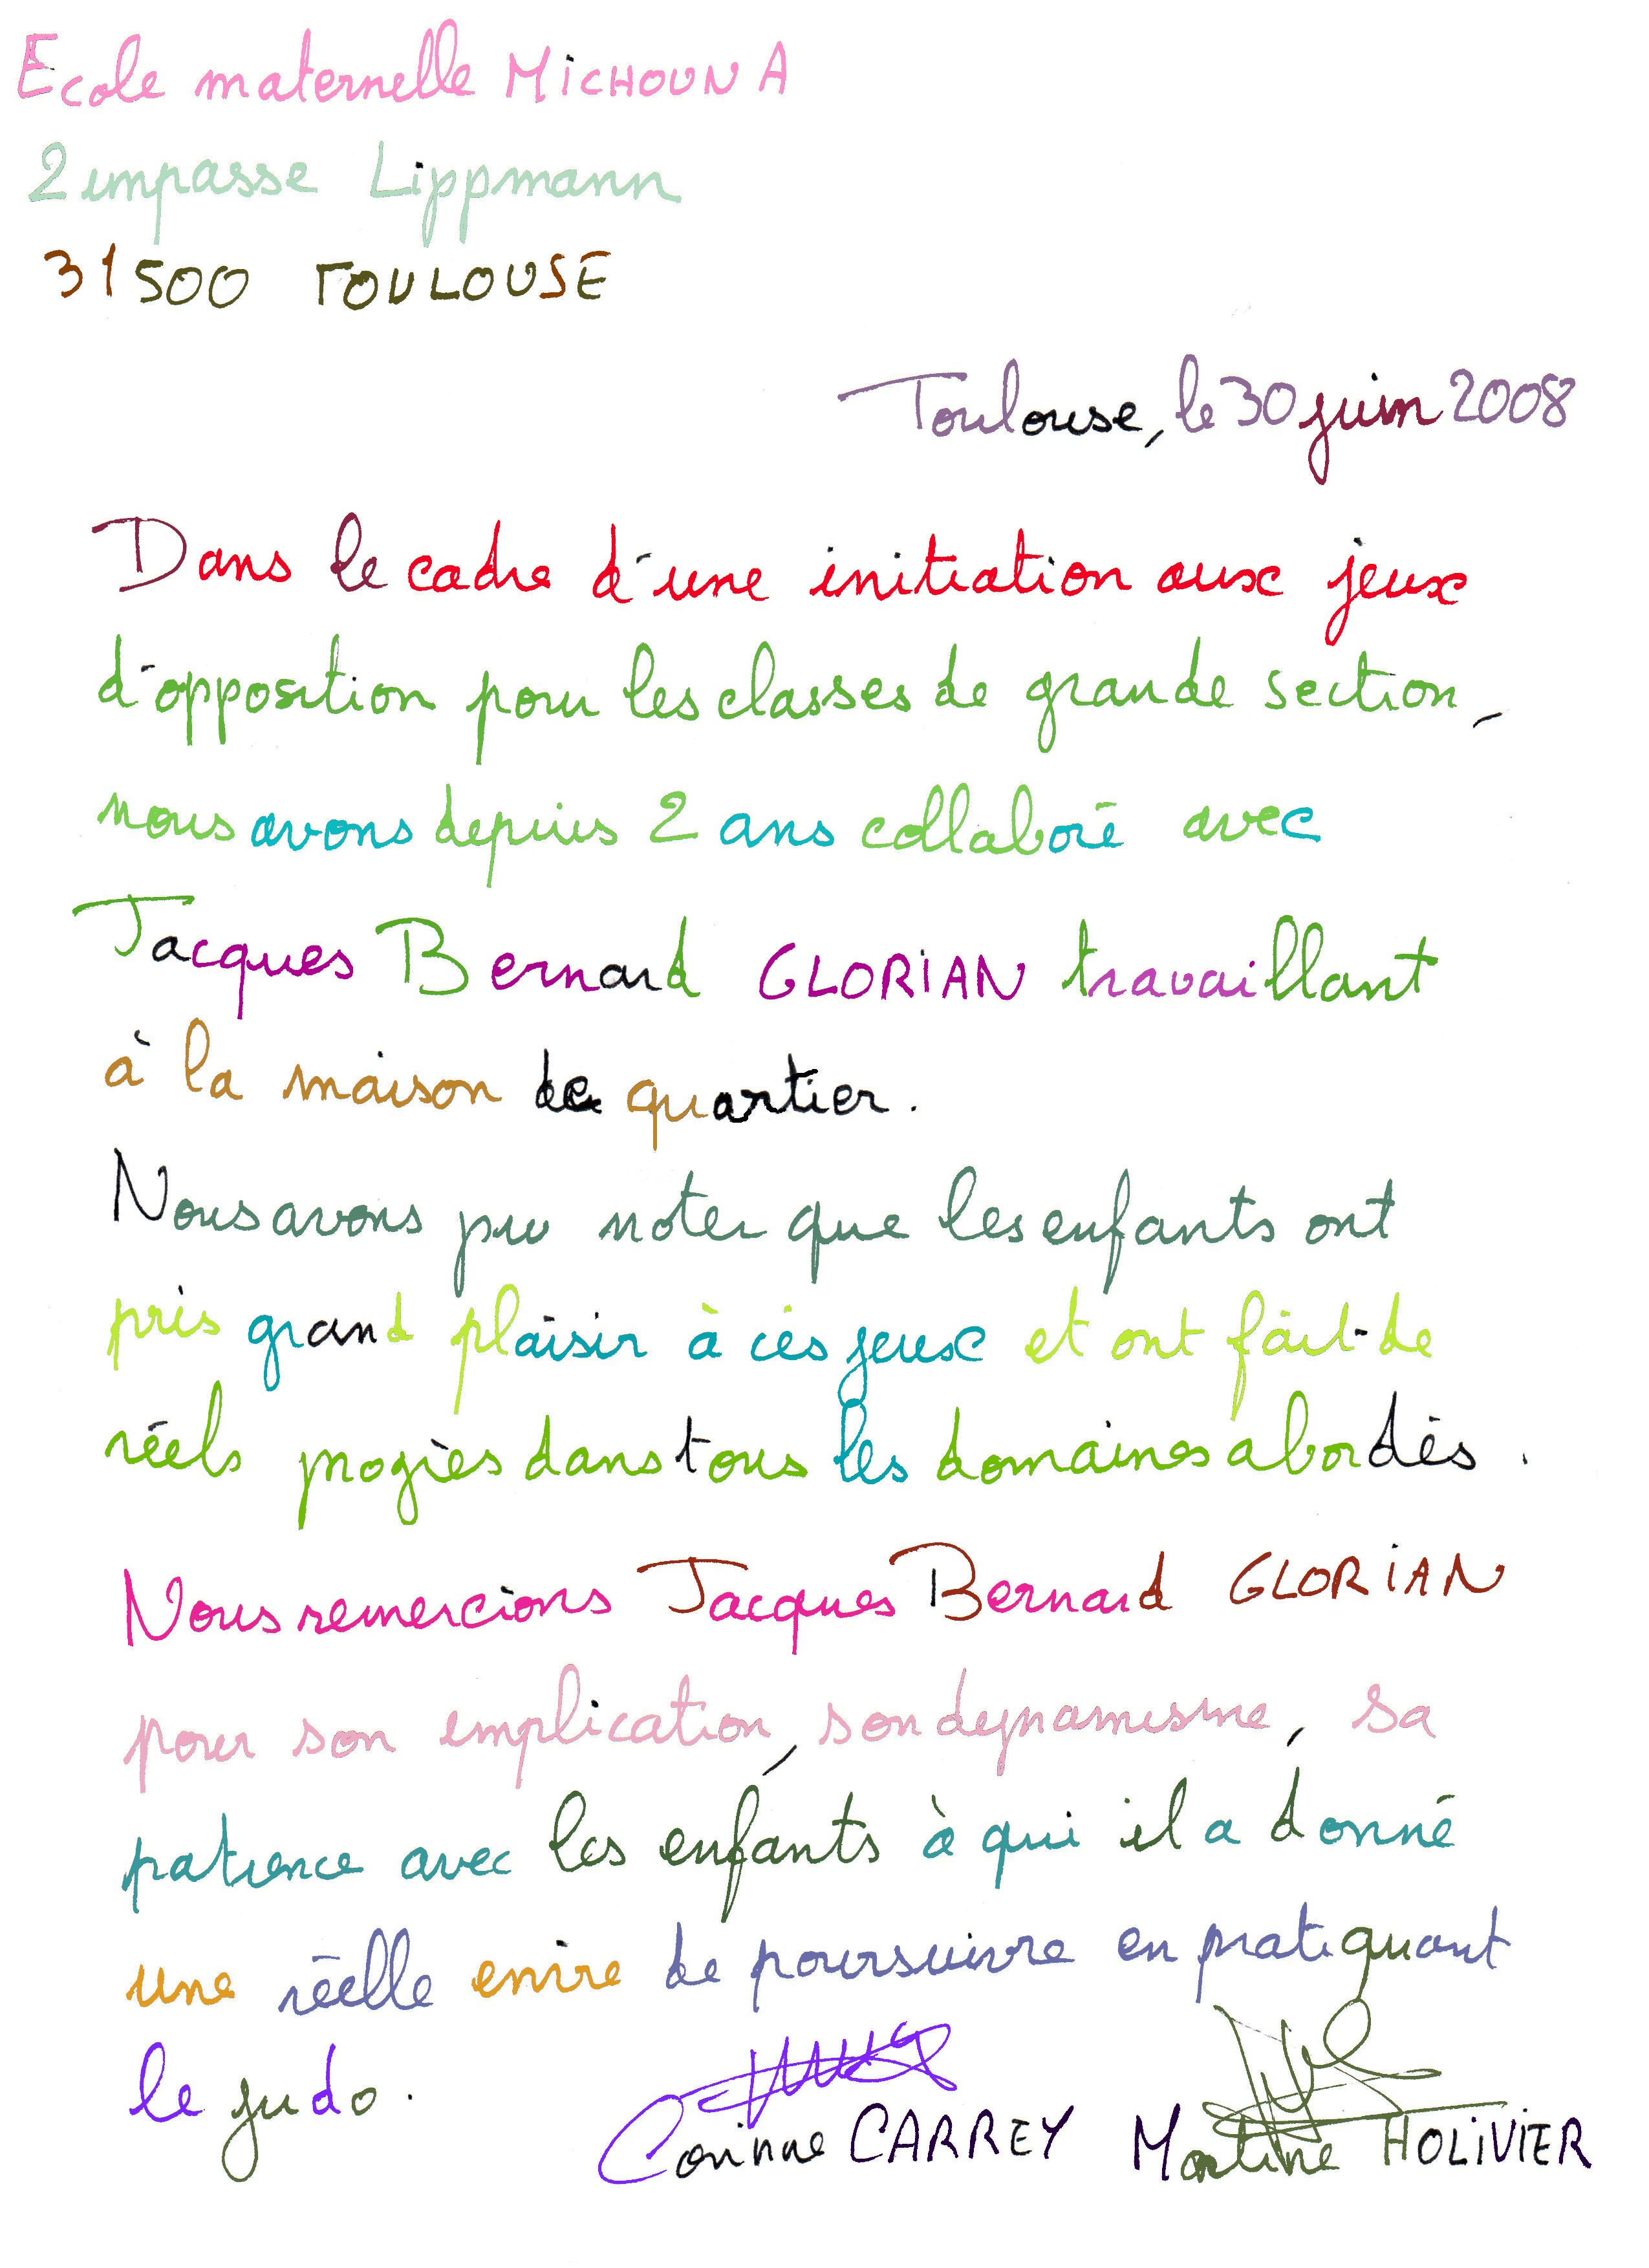 Ecole maternelle MICHOUN A
2 impasse Lippmann
31500 TOULOUSE
Toulouse, le 30 juin 2008
Dans le cadre d'une initiation aux jeux
d'opposition pour les classes de grande section,
nous avons depuis 2 ans collaboré avec
Jacques Bernard GLORIAN travaillant
à la maison de quartier.
Nous avons pu noter que les enfants ont
pris grand plaisir à ces jeux et ont fait de
réels progrès dans tous les domaines abordés.
Nous remercions Jacques Bernard GLORIAN
pour son implication, son dynamisme, sa
patience avec les enfants à qui il a donné
une réelle envie de poursuivre en pratiquant
le judo.
Corinne CARREY Martine HOLIVIER